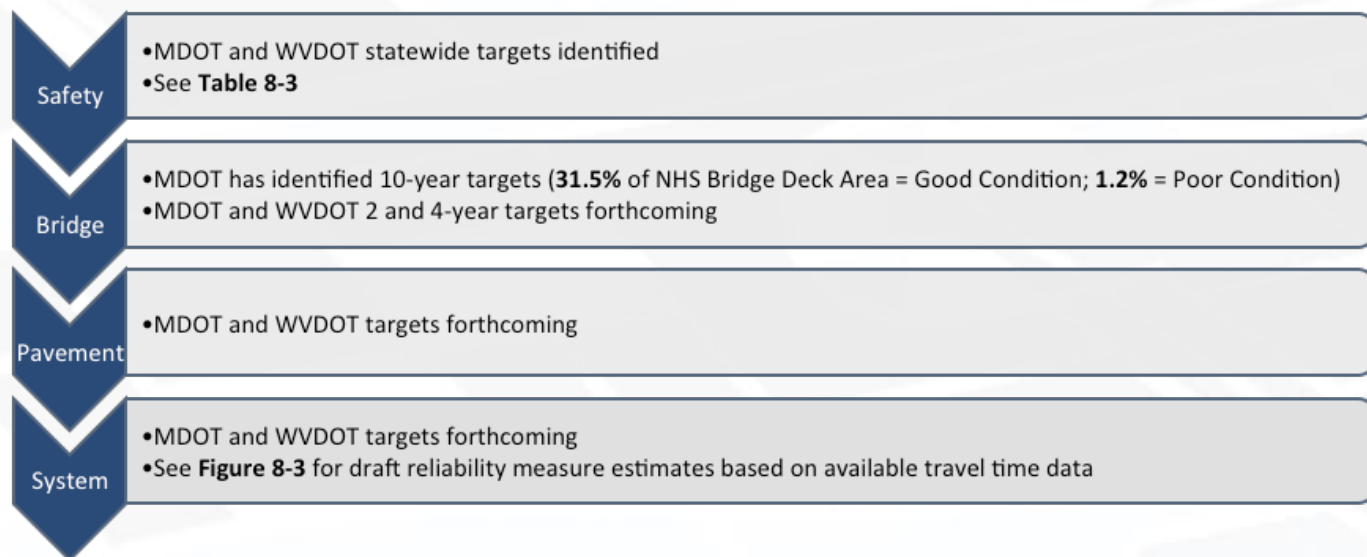 Safety
•MDOT and WVDOT statewide targets identified
•See Table 8-3
Bridge
•MDOT has identified 10-year targets (31.5% of NHS Bridge Deck Area = Good Condition; 1.2% = Poor Condition)
•MDOT and WVDOT 2 and 4-year targets forthcoming
Pavement
•MDOT and WVDOT targets forthcoming
System
•MDOT and WVDOT targets forthcoming
•See Figure 8-3 for draft reliability measure estimates based on available travel time data